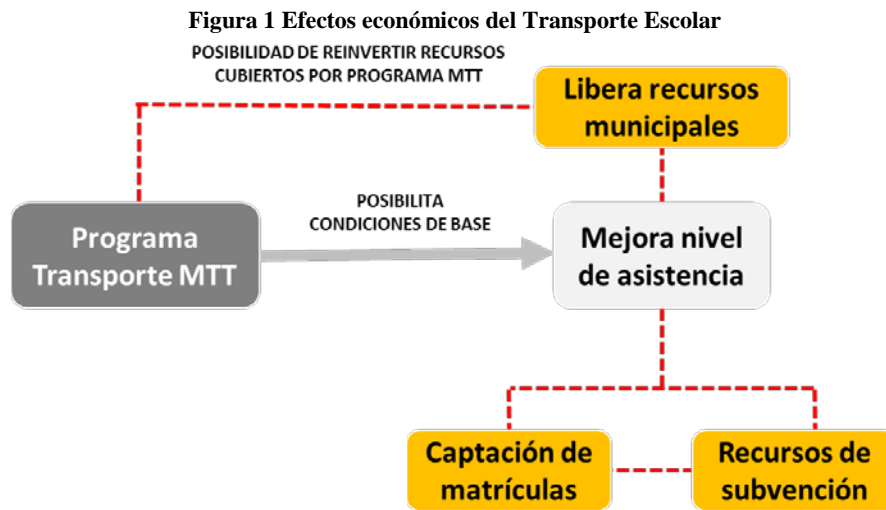 Figura 1 Efectos económicos del Transporte Escolar
POSIBILIDAD DE REINVERTIR RECURSOS
CUBIERTOS POR PROGRAMA MTT
Libera recursos
municipales
Programa
Transporte MTT
POSIBILITA
CONDICIONES DE BASE
Mejora nivel
de asistencia
Captación de
matrículas
Recursos de
subvención